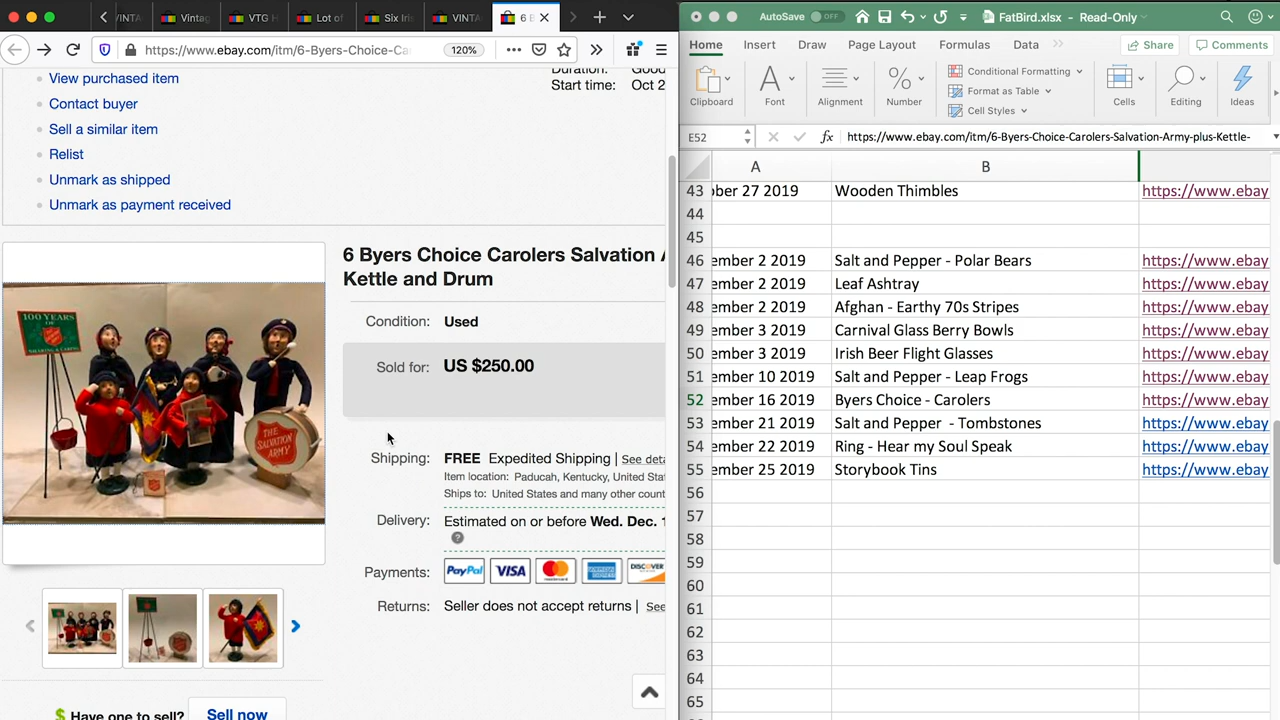 VINTA
Vintag
VTG H
Lot of
Six Iri
VINTA
6 B
https://www.ebay.com/itm/6-Byers-Choice-Ca
120%
View purchased item
Contact buyer
Sell a similar item
Relist
Unmark as shipped
Unmark as payment received
Duration:
Start time: Oct 2
6 Byers Choice Carolers Salvation
Kettle and Drum
Condition: Used
Sold for: US $250.00
Shipping: FREE Expedited Shipping | See deta
Item location: Paducah, Kentucky, United Stat
Ships to: United States and many other count
Delivery: Estimated on or before Wed. Dec. 1
Payments: PayPal VISA MasterCard AMERICAN EXPRESS DISCOVER
Returns: Seller does not accept returns | See
100 YEARS
OF
THE
SALVATION
ARMY
Have one to sell? Sell now
AutoSave OFF
FatBird.xlsx - Read-Only
Home Insert Draw Page Layout Formulas Data
Share Comments
Clipboard Font Alignment Number
Conditional Formatting
Format as Table
Cell Styles
Cells Editing Ideas
E52 fx https://www.ebay.com/itm/6-Byers-Choice-Carolers-Salvation-Army-plus-Kettle-
A B
43 ber 27 2019 Wooden Thimbles https://www.ebay
44
45
46 ember 2 2019 Salt and Pepper - Polar Bears https://www.ebay
47 ember 2 2019 Leaf Ashtray https://www.ebay
48 ember 2 2019 Afghan - Earthy 70s Stripes https://www.ebay
49 ember 3 2019 Carnival Glass Berry Bowls https://www.ebay
50 ember 3 2019 Irish Beer Flight Glasses https://www.ebay
51 ember 10 2019 Salt and Pepper - Leap Frogs https://www.ebay
52 ember 16 2019 Byers Choice - Carolers https://www.ebay
53 ember 21 2019 Salt and Pepper - Tombstones https://www.ebay
54 ember 22 2019 Ring - Hear my Soul Speak https://www.ebay
55 ember 25 2019 Storybook Tins https://www.ebay
56
57
58
59
60
61
62
63
64
65